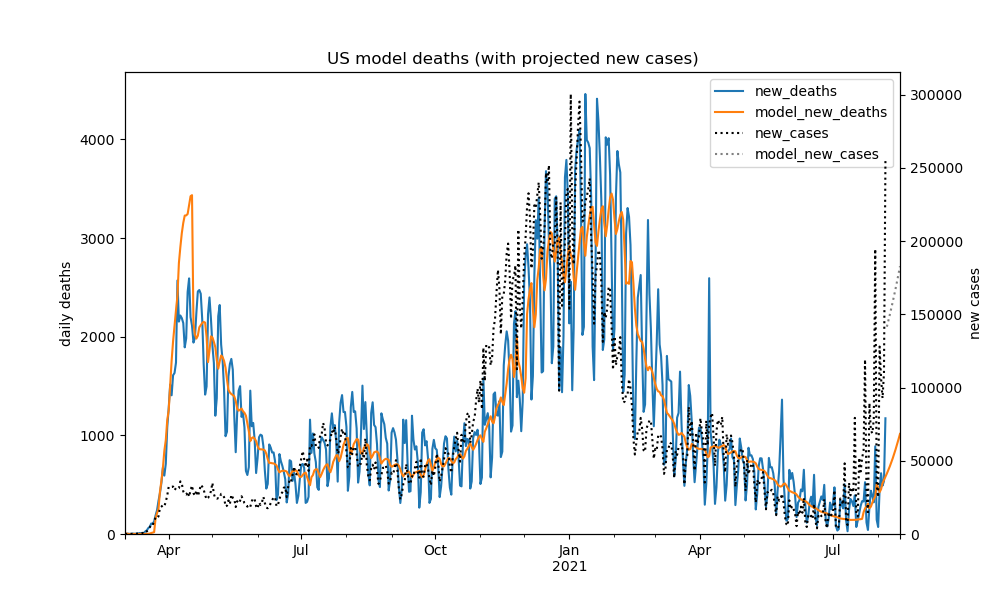 US model deaths (with projected new cases)
new_deaths
model_new_deaths
new_cases
model_new_cases
daily deaths
4000
3000
2000
1000
0
300000
250000
200000
150000
100000
50000
0
new cases
Apr
Jul
Oct
Jan
2021
Apr
Jul